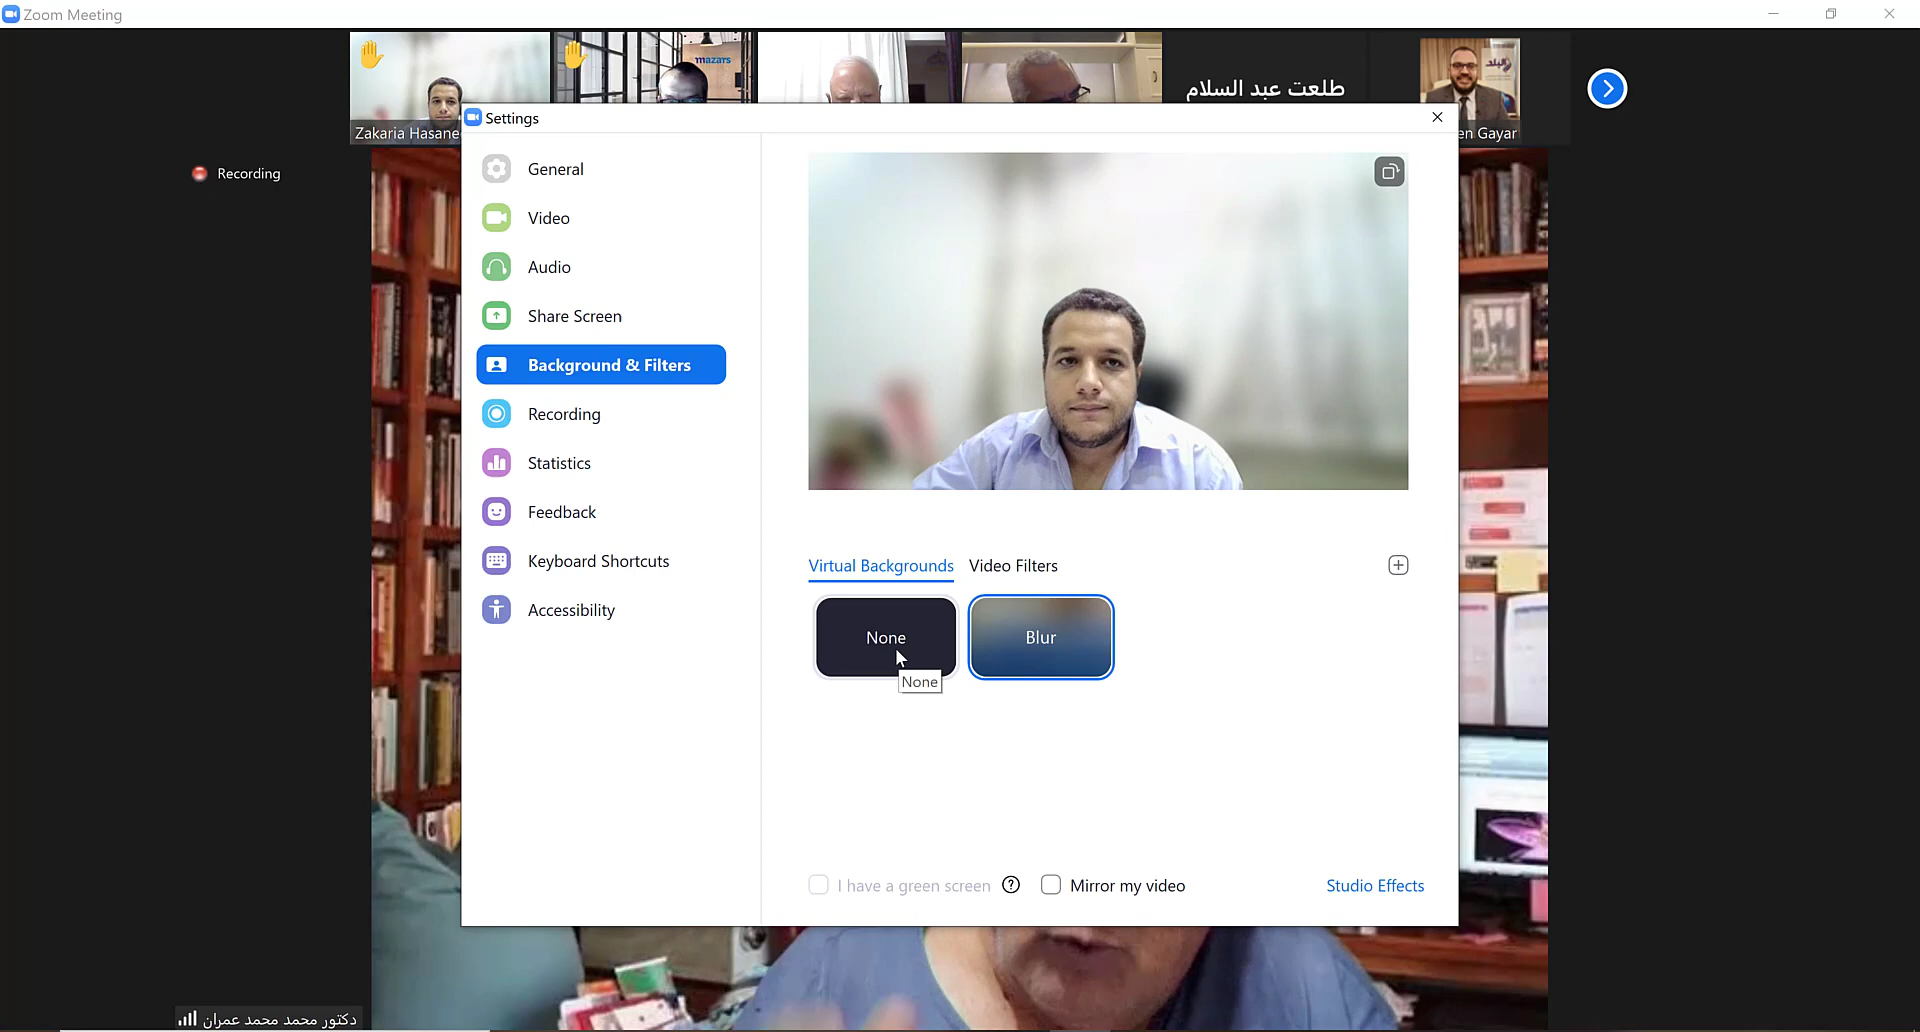 Zoom Meeting
mazars
طلعت عبد السلام
Zakaria Hasane
en Gayar
Settings
Recording
General
Video
Audio
Share Screen
Background & Filters
Recording
Statistics
Feedback
Keyboard Shortcuts
Accessibility
Virtual Backgrounds
Video Filters
None
Blur
None
I have a green screen
Mirror my video
Studio Effects
دكتور محمد محمد عمران